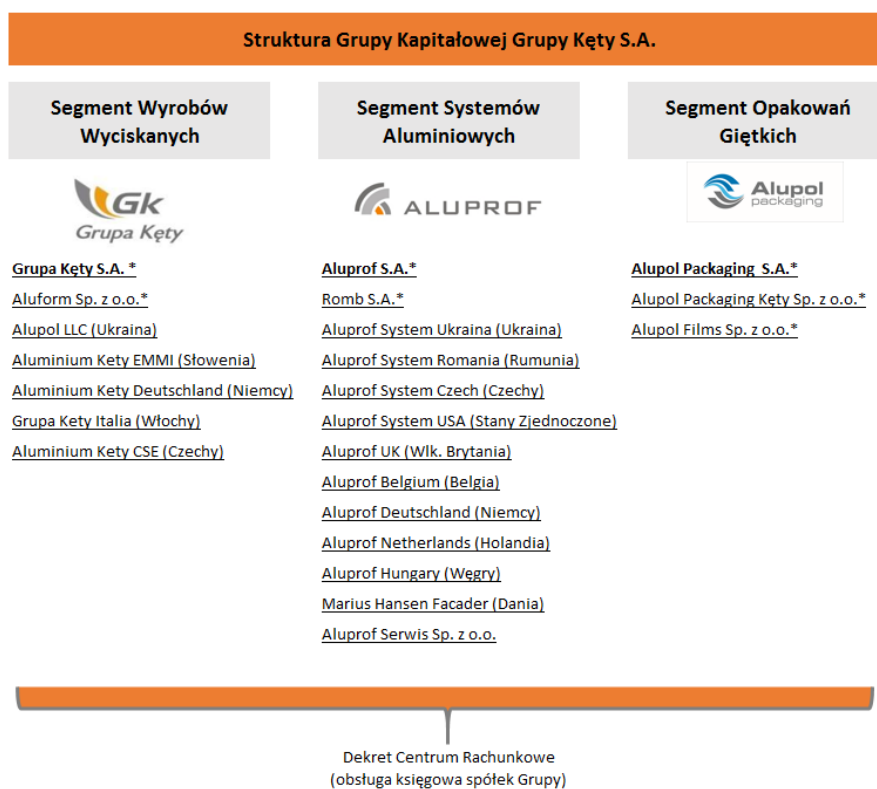 Struktura Grupy Kapitałowej Grupy Kęty S.A.
Segment Wyrobów
Wyciskanych
Gk
Grupa Kęty
Grupa Kęty S.A. *
Aluform Sp. z o.o.*
Alupol LLC (Ukraina)
Aluminium Kety EMMI (Słowenia)
Aluminium Kety Deutschland (Niemcy)
Grupa Kety Italia (Włochy)
Aluminium Kety CSE (Czechy)
Segment Systemów
Aluminiowych
ALUPROF
Aluprof S.A.*
Romb S.A.*
Aluprof System Ukraina (Ukraina)
Aluprof System Romania (Rumunia)
Aluprof System Czech (Czechy)
Aluprof System USA (Stany Zjednoczone)
Aluprof UK (Wlk. Brytania)
Aluprof Belgium (Belgia)
Aluprof Deutschland (Niemcy)
Aluprof Netherlands (Holandia)
Aluprof Hungary (Węgry)
Marius Hansen Facader (Dania)
Aluprof Serwis Sp. z o.o.
Segment Opakowań
Giętkich
Alupol
packaging
Alupol Packaging S.A.*
Alupol Packaging Kęty Sp. z o.o.*
Alupol Films Sp. z o.o.*
Dekret Centrum Rachunkowe
(obsługa księgowa spółek Grupy)